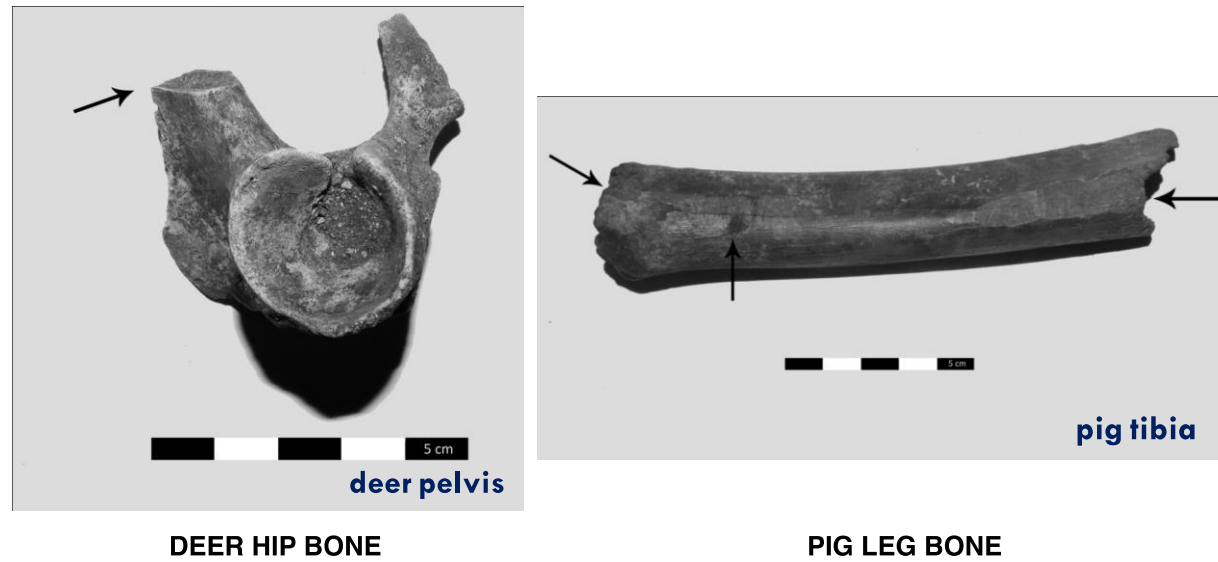 5 cm
deer pelvis
5 cm
pig tibia
DEER HIP BONE
PIG LEG BONE